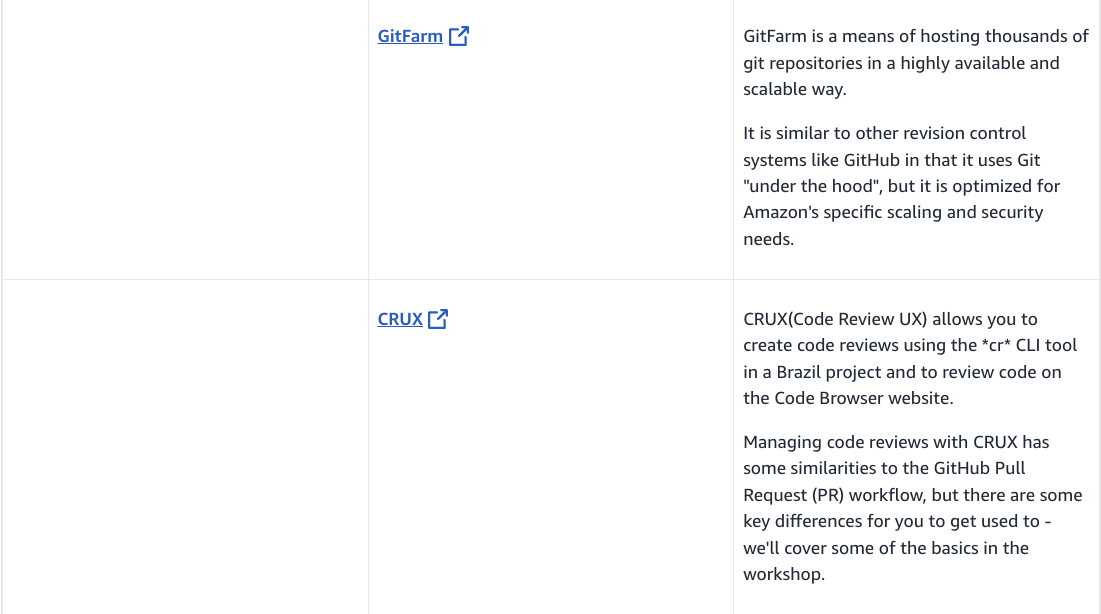 GitFarm
GitFarm is a means of hosting thousands of
git repositories in a highly available and
scalable way.
It is similar to other revision control
systems like GitHub in that it uses Git
"under the hood", but it is optimized for
Amazon's specific scaling and security
needs.
CRUX
CRUX(Code Review UX) allows you to
create code reviews using the *cr* CLI tool
in a Brazil project and to review code on
the Code Browser website.
Managing code reviews with CRUX has
some similarities to the GitHub Pull
Request (PR) workflow, but there are some
key differences for you to get used to -
we'll cover some of the basics in the
workshop.